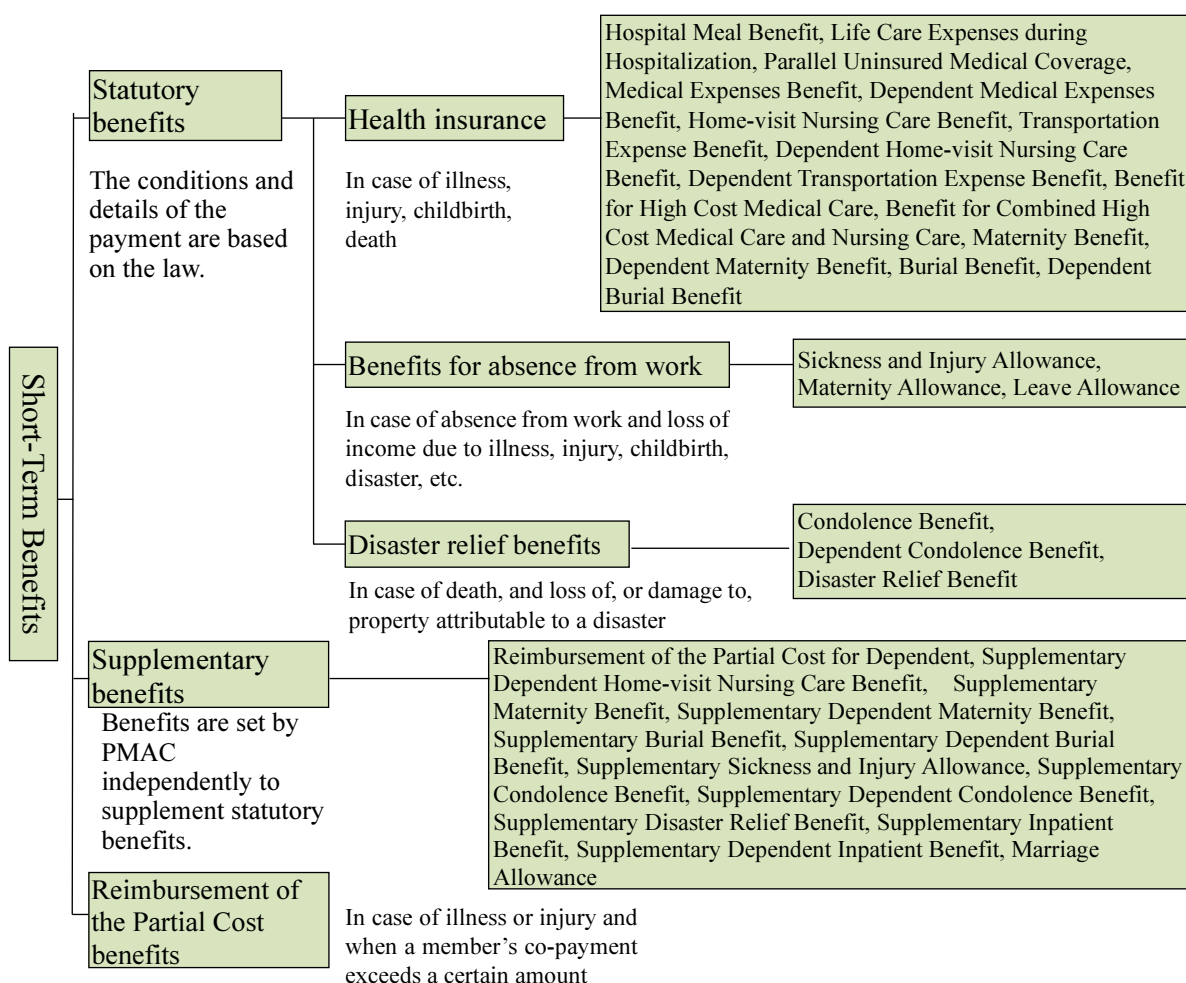 Short-Term Benefits
Statutory
benefits
The conditions and
details of the
payment are based
on the law.
Health insurance
In case of illness,
injury, childbirth,
death
Hospital Meal Benefit, Life Care Expenses during
Hospitalization, Parallel Uninsured Medical Coverage,
Medical Expenses Benefit, Dependent Medical Expenses
Benefit, Home-visit Nursing Care Benefit, Transportation
Expense Benefit, Dependent Home-visit Nursing Care
Benefit, Dependent Transportation Expense Benefit, Benefit
for High Cost Medical Care, Benefit for Combined High
Cost Medical Care and Nursing Care, Maternity Benefit,
Dependent Maternity Benefit, Burial Benefit, Dependent
Burial Benefit
Benefits for absence from work
In case of absence from work and loss of
income due to illness, injury, childbirth,
disaster, etc.
Sickness and Injury Allowance,
Maternity Allowance, Leave Allowance
Disaster relief benefits
In case of death, and loss of, or damage to,
property attributable to a disaster
Condolence Benefit,
Dependent Condolence Benefit,
Disaster Relief Benefit
Supplementary
benefits
Benefits are set by
PMAC
independently to
supplement statutory
benefits.
Reimbursement of the Partial Cost for Dependent, Supplementary
Dependent Home-visit Nursing Care Benefit, Supplementary
Maternity Benefit, Supplementary Dependent Maternity Benefit,
Supplementary Burial Benefit, Supplementary Dependent Burial
Benefit, Supplementary Sickness and Injury Allowance, Supplementary
Condolence Benefit, Supplementary Dependent Condolence Benefit,
Supplementary Disaster Relief Benefit, Supplementary Inpatient
Benefit, Supplementary Dependent Inpatient Benefit, Marriage
Allowance
Reimbursement of
the Partial Cost
benefits
In case of illness or injury and
when a member's co-payment
exceeds a certain amount